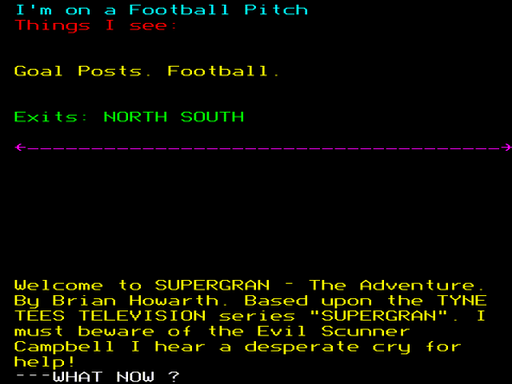 I'm on a Football Pitch
Things I see:
Goal Posts. Football.
Exits: NORTH SOUTH
Welcome to SUPERGRAN - The Adventure.
By Brian Howarth. Based upon the TYNE
TEES TELEVISION series "SUPERGRAN". I
must beware of the Evil Scunner
Campbell I hear a desperate cry for
help!
---WHAT NOW ?